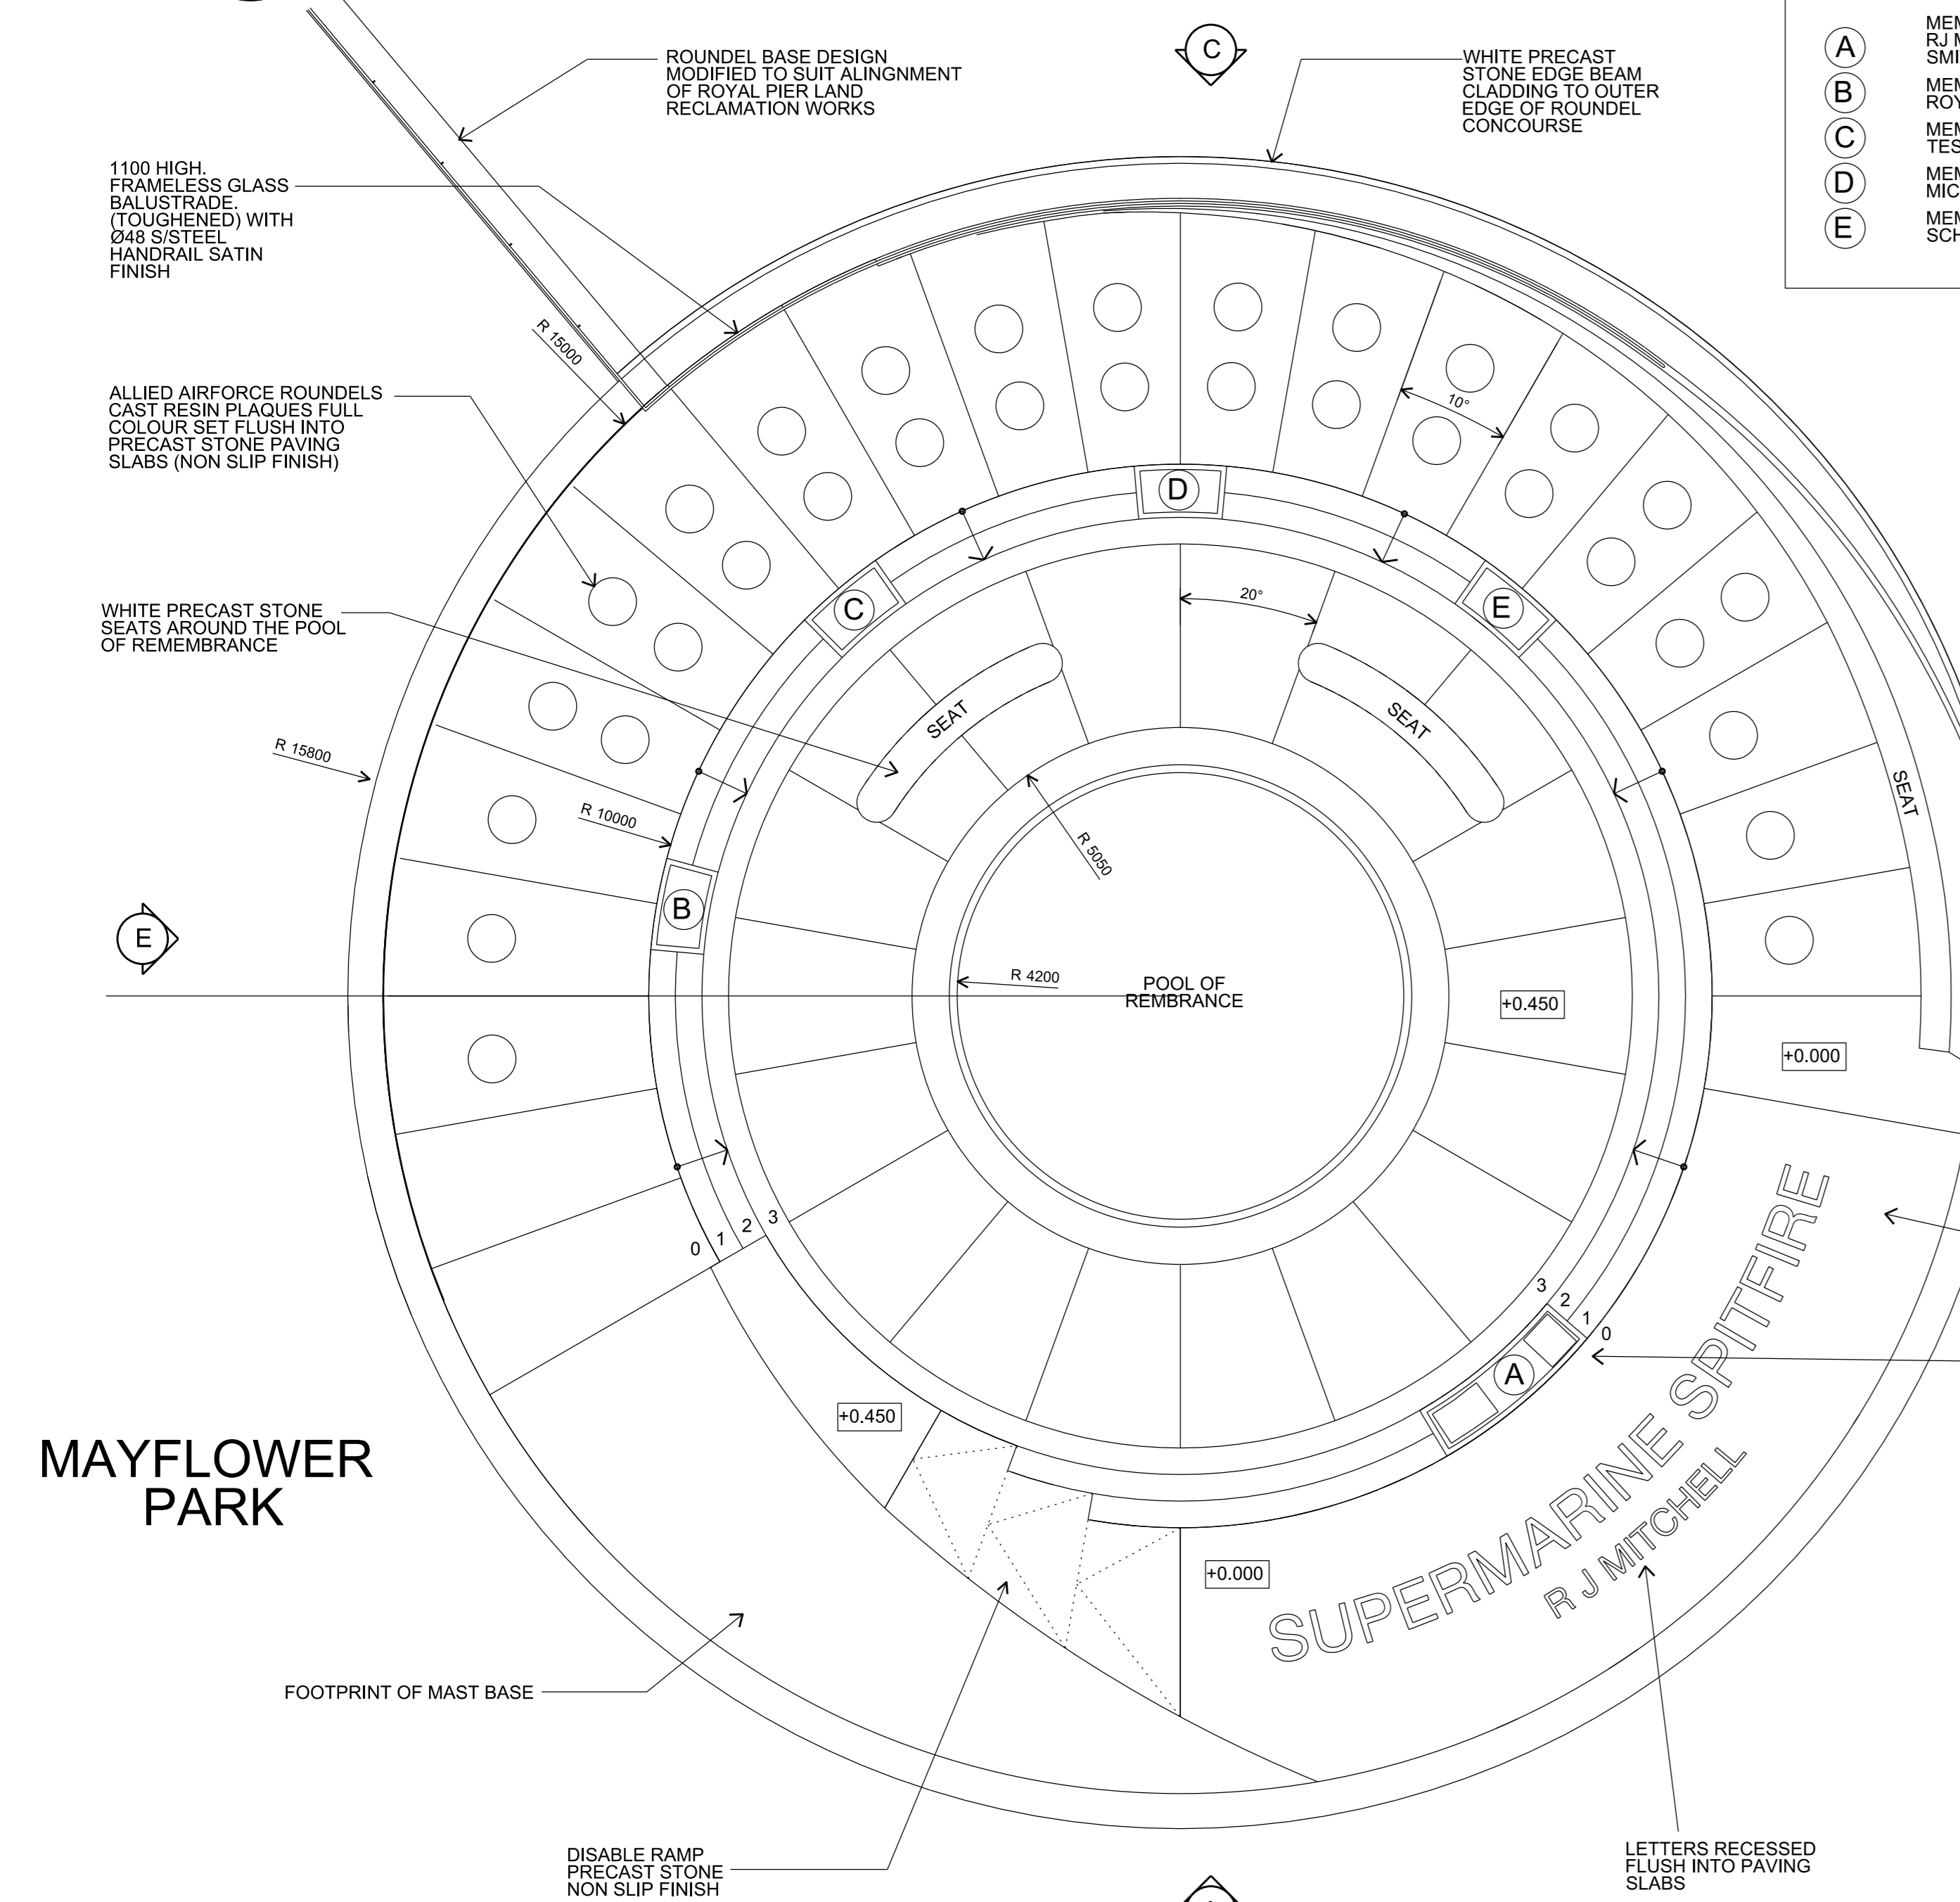 ROUNDEL BASE DESIGN
MODIFIED TO SUIT ALINGNMENT
OF ROYAL PIER LAND
RECLAMATION WORKS
C
WHITE PRECAST
STONE EDGE BEAM
CLADDING TO OUTER
EDGE OF ROUNDEL
CONCOURSE
A
RJ
B
C
D
E
1100 HIGH.
FRAMELESS GLASS
BALUSTRADE.
(TOUGHENED) WITH
Ø48 S/STEEL
HANDRAIL SATIN
FINISH
R 15000
ALLIED AIRFORCE ROUNDELS
CAST RESIN PLAQUES FULL
COLOUR SET FLUSH INTO
PRECAST STONE PAVING
SLABS (NON SLIP FINISH)
10°
D
C
E
20°
WHITE PRECAST STONE
SEATS AROUND THE POOL
OF REMEMBRANCE
SEAT
SEAT
SEAT
R 15800
R 10000
R 5050
B
E
R 4200
POOL OF
REMBRANCE
+0.450
+0.000
0 1 2 3
3 2 1 0
A
SUPERMARINE SPITFIRE
R J MITCHELL
+0.450
+0.000
MAYFLOWER
PARK
FOOTPRINT OF MAST BASE
DISABLE RAMP
PRECAST STONE
NON SLIP FINISH
LETTERS RECESSED
FLUSH INTO PAVING
SLABS